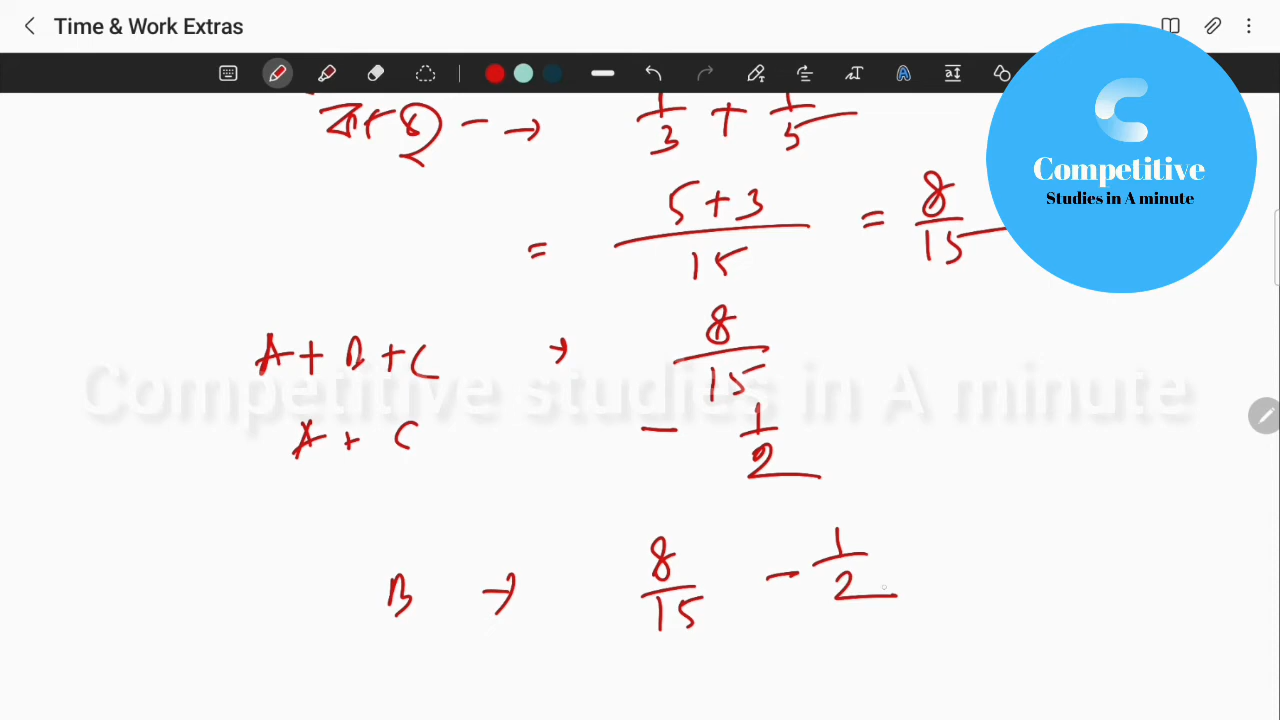 Time & Work Extras
Competitive
Studies in A minute
- → 1/3 + 1/5
= 5+3/15 = 8/15
A + B + C → 8/15
Competitive studies in A minute
A + C - 1/2
B → 8/15 - 1/2